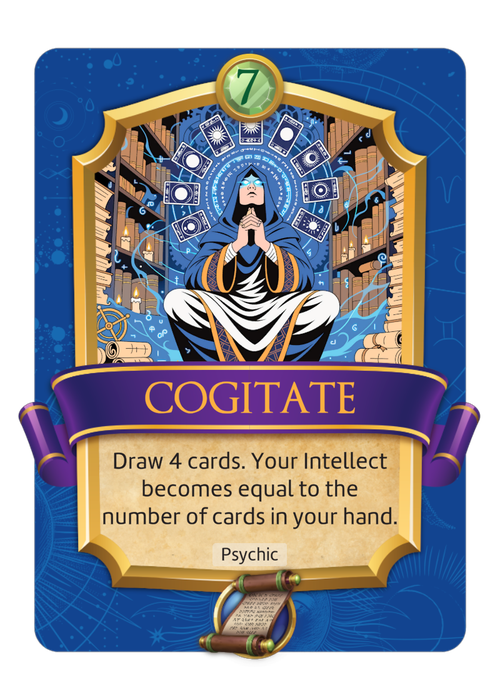 7
COGITATE
Draw 4 cards. Your Intellect
becomes equal to the
number of cards in your hand.
Psychic